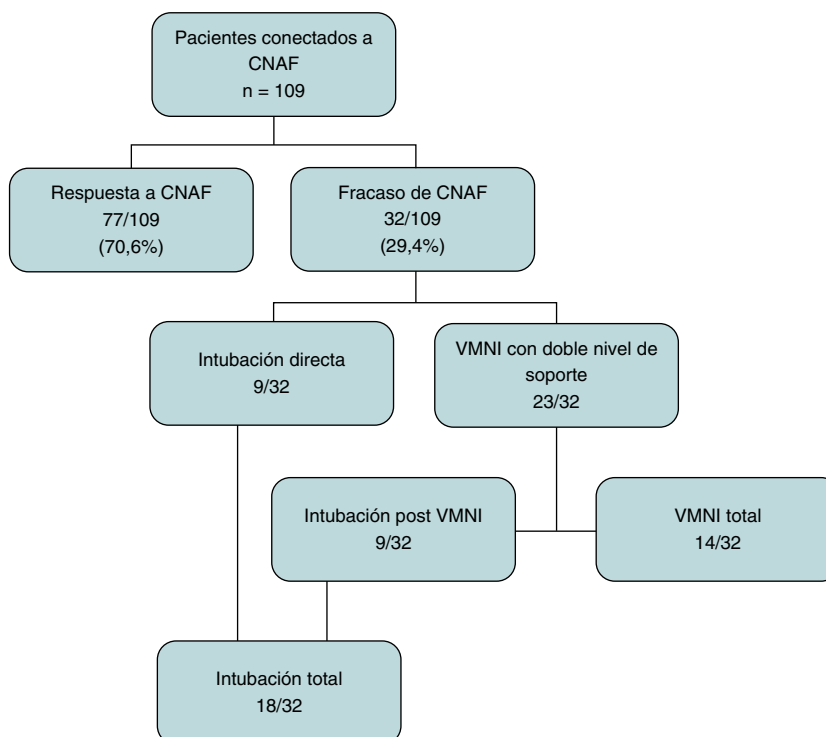 Pacientes conectados a
CNAF
n = 109
Respuesta a CNAF
77/109
(70,6%)
Fracaso de CNAF
32/109
(29,4%)
Intubación directa
9/32
VMNI con doble nivel de
soporte
23/32
Intubación post VMNI
9/32
VMNI total
14/32
Intubación total
18/32